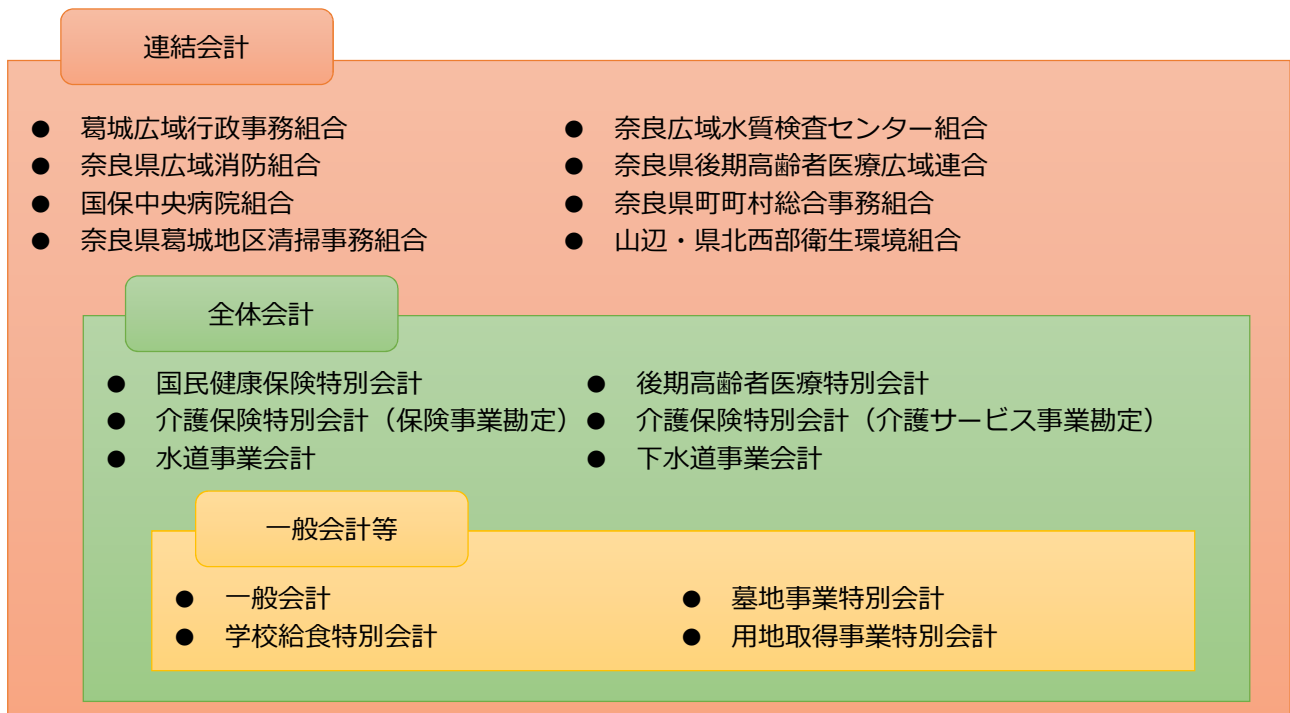 連結会計
● 葛城広域行政事務組合 ● 奈良広域水質検査センター組合
● 奈良県広域消防組合 ● 奈良県後期高齢者医療広域連合
● 国保中央病院組合 ● 奈良県町町村総合事務組合
● 奈良県葛城地区清掃事務組合 ● 山辺・県北西部衛生環境組合
全体会計
● 国民健康保険特別会計 ● 後期高齢者医療特別会計
● 介護保険特別会計（保険事業勘定） ● 介護保険特別会計（介護サービス事業勘定）
● 水道事業会計 ● 下水道事業会計
一般会計等
● 一般会計 ● 墓地事業特別会計
● 学校給食特別会計 ● 用地取得事業特別会計